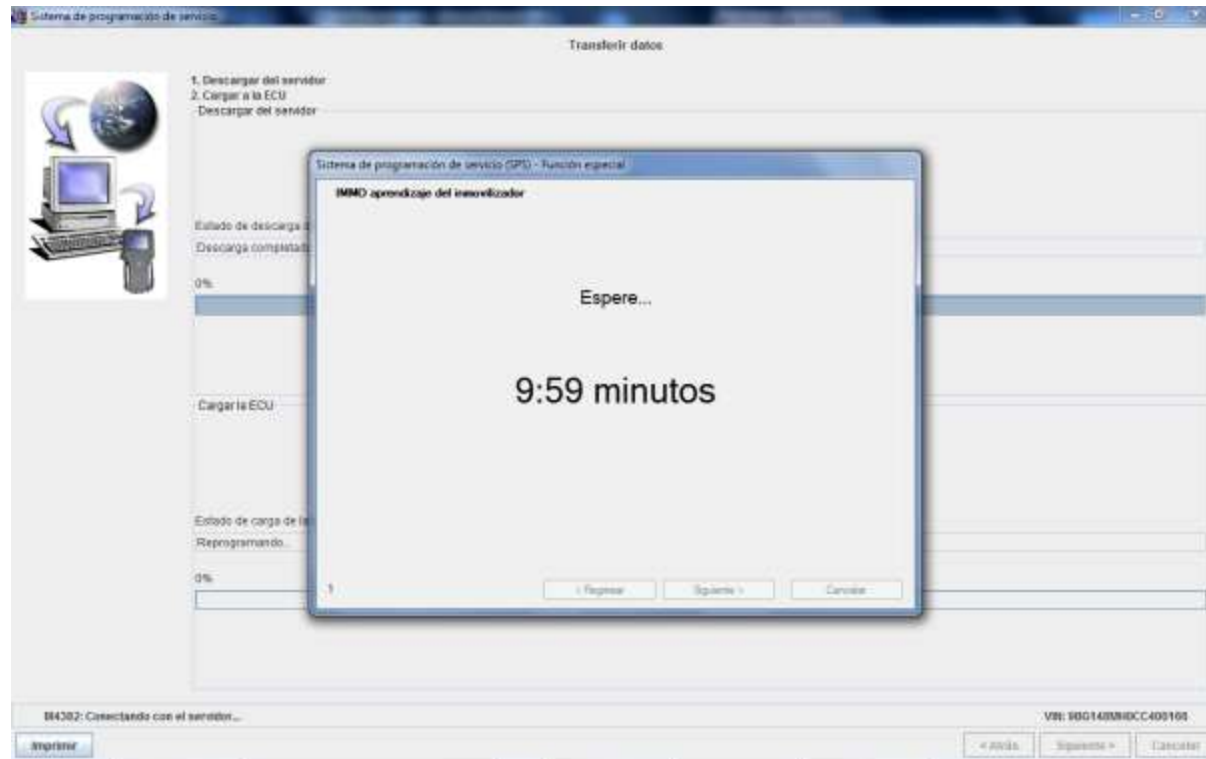 Sistema de programación de servicio
Transferir datos
1. Descargar del servidor
2. Cargar a la ECU
Descargar del servidor
Sistema de programación de servicio (SPS) - Función especial
IMMO aprendizaje del inmovilizador
Estado de descarga
Descarga completad
0%
Espere...
9:59 minutos
Cargar la ECU
Estado de carga de la
Reprogramando..
0%
1
< Regresar
Siguiente >
Cancelar
Conectando con el servidor...
VIN:
Imprimir
< Atrás
Siguiente >
Cancelar